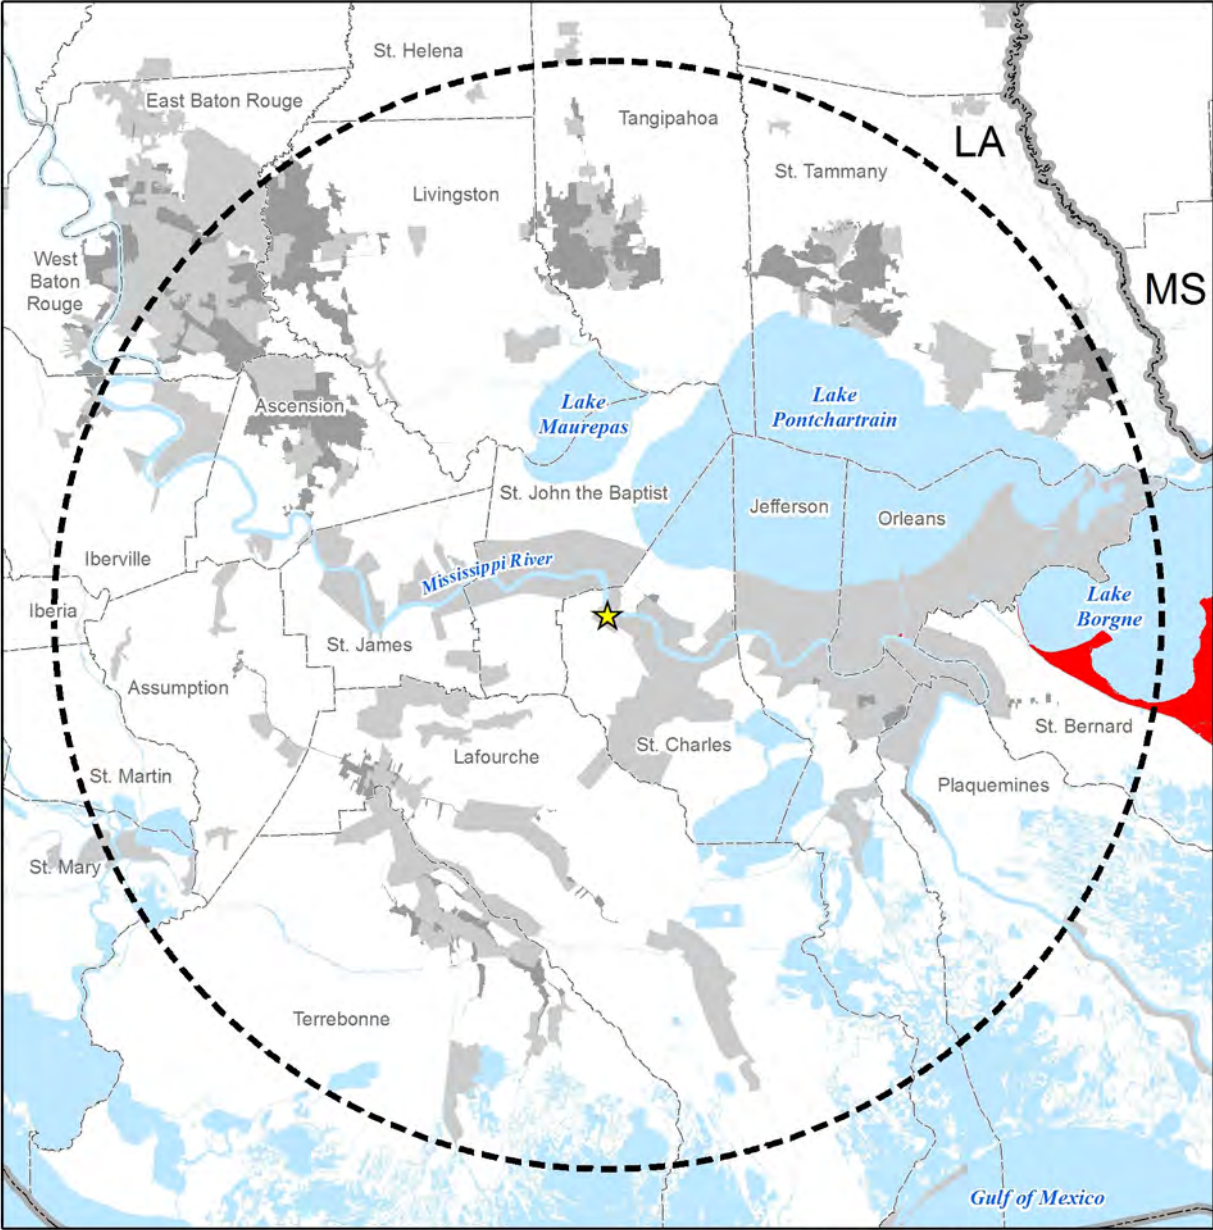 St. Helena
East Baton Rouge
Tangipahoa
LA
St. Tammany
Livingston
West
Baton
Rouge
MS
Lake
Maurepas
Lake
Pontchartrain
Ascension
St. John the Baptist
Jefferson
Orleans
Iberville
Mississippi River
Iberia
Lake
Borgne
St. James
Assumption
St. Bernard
St. Charles
Lafourche
St. Martin
Plaquemines
St. Mary
Terrebonne
Gulf of Mexico